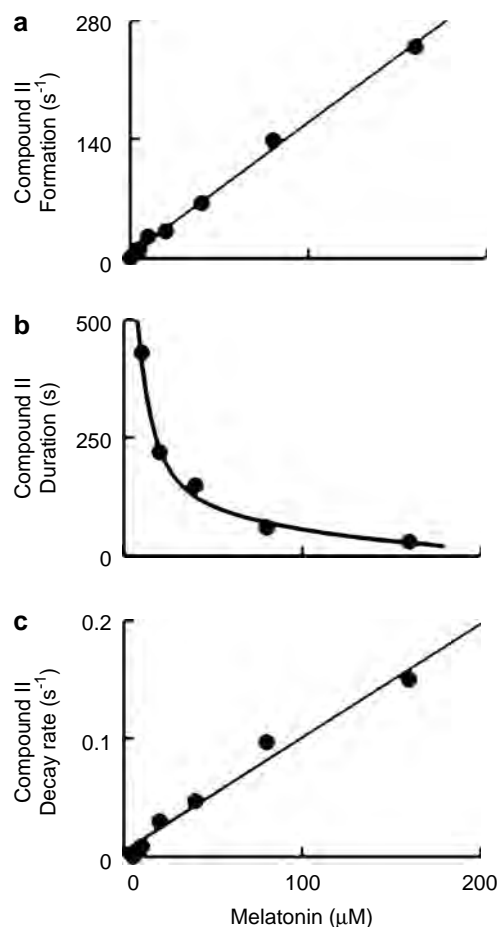 a
Compound II
Formation (s⁻¹)
280
140
0
b
Compound II
Duration (s)
500
250
0
c
Compound II
Decay rate (s⁻¹)
0.2
0.1
0
0
100
200
Melatonin (μM)